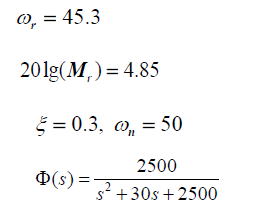 ω_r = 45.3
20lg(M_r) = 4.85
ξ = 0.3, ω_n = 50
Φ(s) = 2500 / (s² + 30s + 2500)